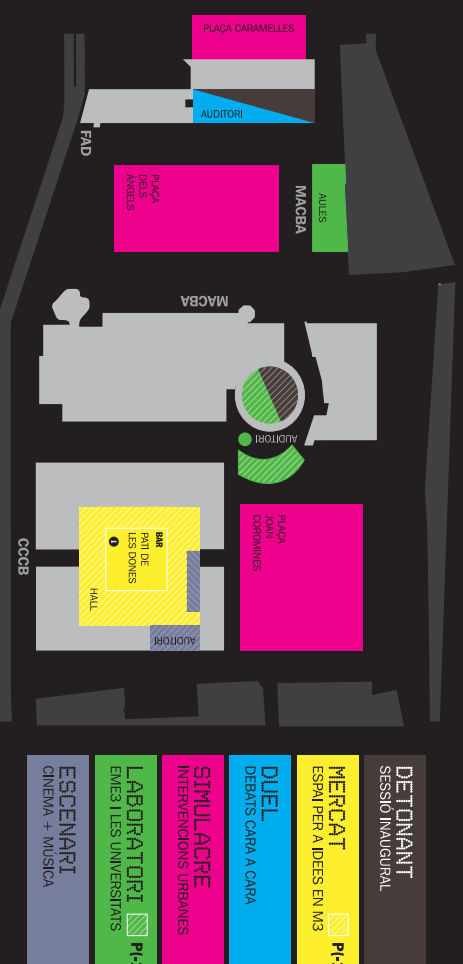 PLAÇA CARAMELLES
AUDITORI
FAD
PLAÇA
DELS
ÀNGELS
MACBA
AULES
MACBA
AUDITORI
PLAÇA
JOAN
COROMINES
BAR
PATI DE
LES DONES
i
HALL
AUDITORI
CCCB
DETONANT
SESSIÓ INAUGURAL
MERCAT
ESPAI PER A IDEES EN M3
P(-
DUEL
DEBATS CARA A CARA
SIMULACRE
INTERVENCIONS URBANES
LABORATORI
EME3 I LES UNIVERSITATS
P(-
ESCENARI
CINEMA + MÚSICA